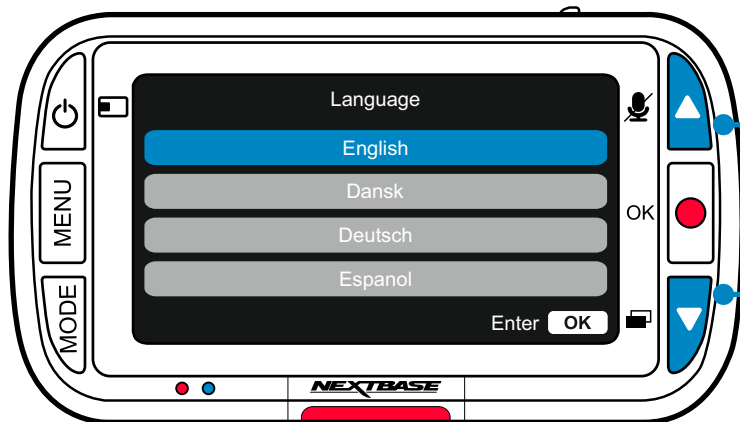 Language
English
MENU
Dansk
OK
Deutsch
Espanol
MODE
Enter OK
NEXTBASE